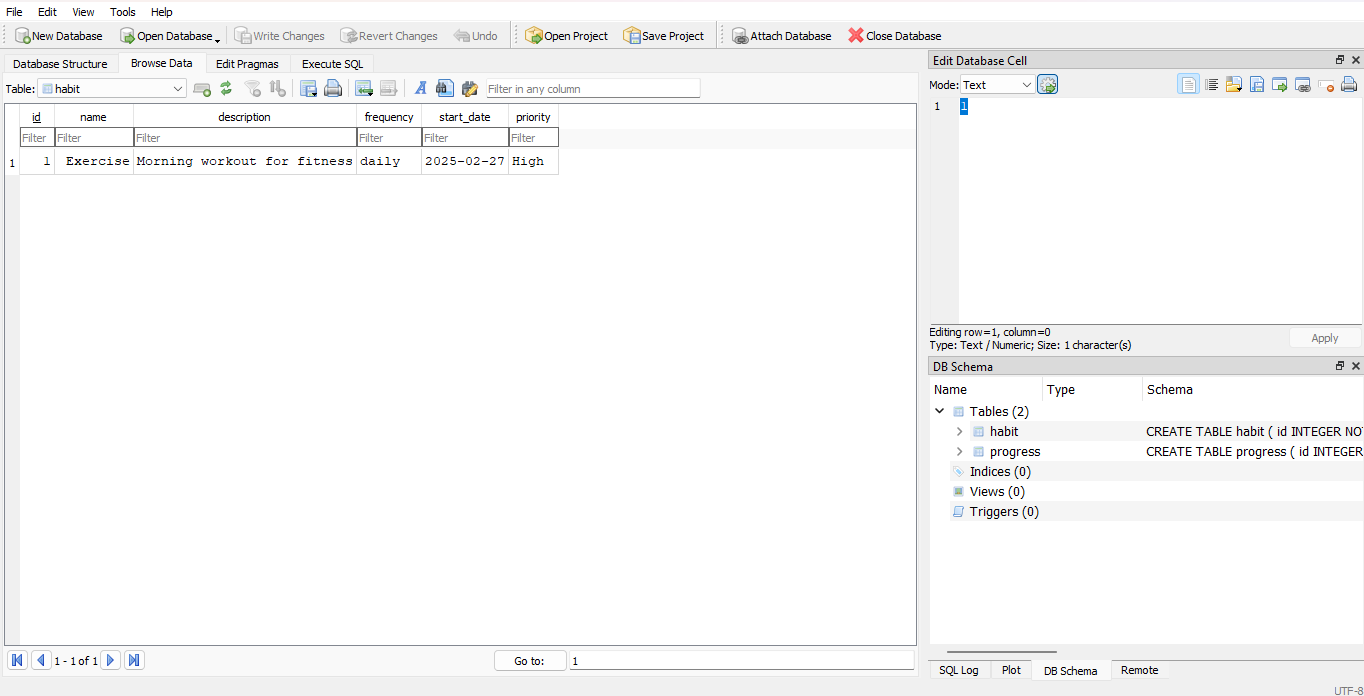 File Edit View Tools Help
New Database Open Database Write Changes Revert Changes Undo Open Project Save Project Attach Database Close Database
Database Structure Browse Data Edit Pragmas Execute SQL
Table: habit Filter in any column
id name description frequency start_date priority
Filter Filter Filter Filter Filter Filter
1 1 Exercise Morning workout for fitness daily 2025-02-27 High
1 - 1 of 1 Go to: 1
Edit Database Cell
Mode: Text
1 1
Editing row=1, column=0
Type: Text / Numeric; Size: 1 character(s)
Apply
DB Schema
Name Type Schema
Tables (2)
habit CREATE TABLE habit ( id INTEGER NO
progress CREATE TABLE progress ( id INTEGER
Indices (0)
Views (0)
Triggers (0)
SQL Log Plot DB Schema Remote
UTF-8